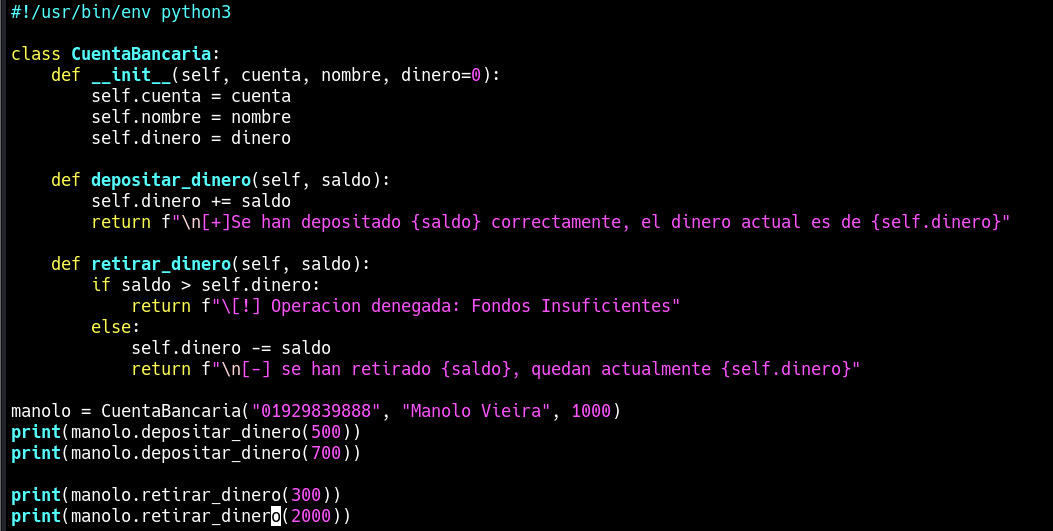 #!/usr/bin/env python3

class CuentaBancaria:
    def __init__(self, cuenta, nombre, dinero=0):
        self.cuenta = cuenta
        self.nombre = nombre
        self.dinero = dinero

    def depositar_dinero(self, saldo):
        self.dinero += saldo
        return f"\n[+]Se han depositado {saldo} correctamente, el dinero actual es de {self.dinero}"

    def retirar_dinero(self, saldo):
        if saldo > self.dinero:
            return f"\[!] Operacion denegada: Fondos Insuficientes"
        else:
            self.dinero -= saldo
            return f"\n[-] se han retirado {saldo}, quedan actualmente {self.dinero}"

manolo = CuentaBancaria("01929839888", "Manolo Vieira", 1000)
print(manolo.depositar_dinero(500))
print(manolo.depositar_dinero(700))

print(manolo.retirar_dinero(300))
print(manolo.retirar_dinero(2000))